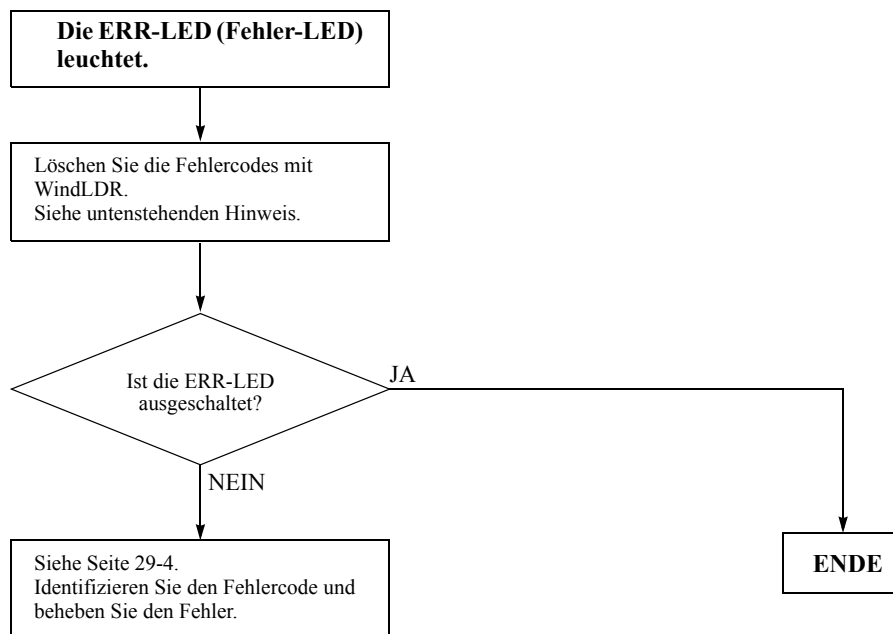 Die ERR-LED (Fehler-LED)
leuchtet.
Löschen Sie die Fehlercodes mit
WindLDR.
Siehe untenstehenden Hinweis.
Ist die ERR-LED
ausgeschaltet?
JA
NEIN
Siehe Seite 29-4.
Identifizieren Sie den Fehlercode und
beheben Sie den Fehler.
ENDE